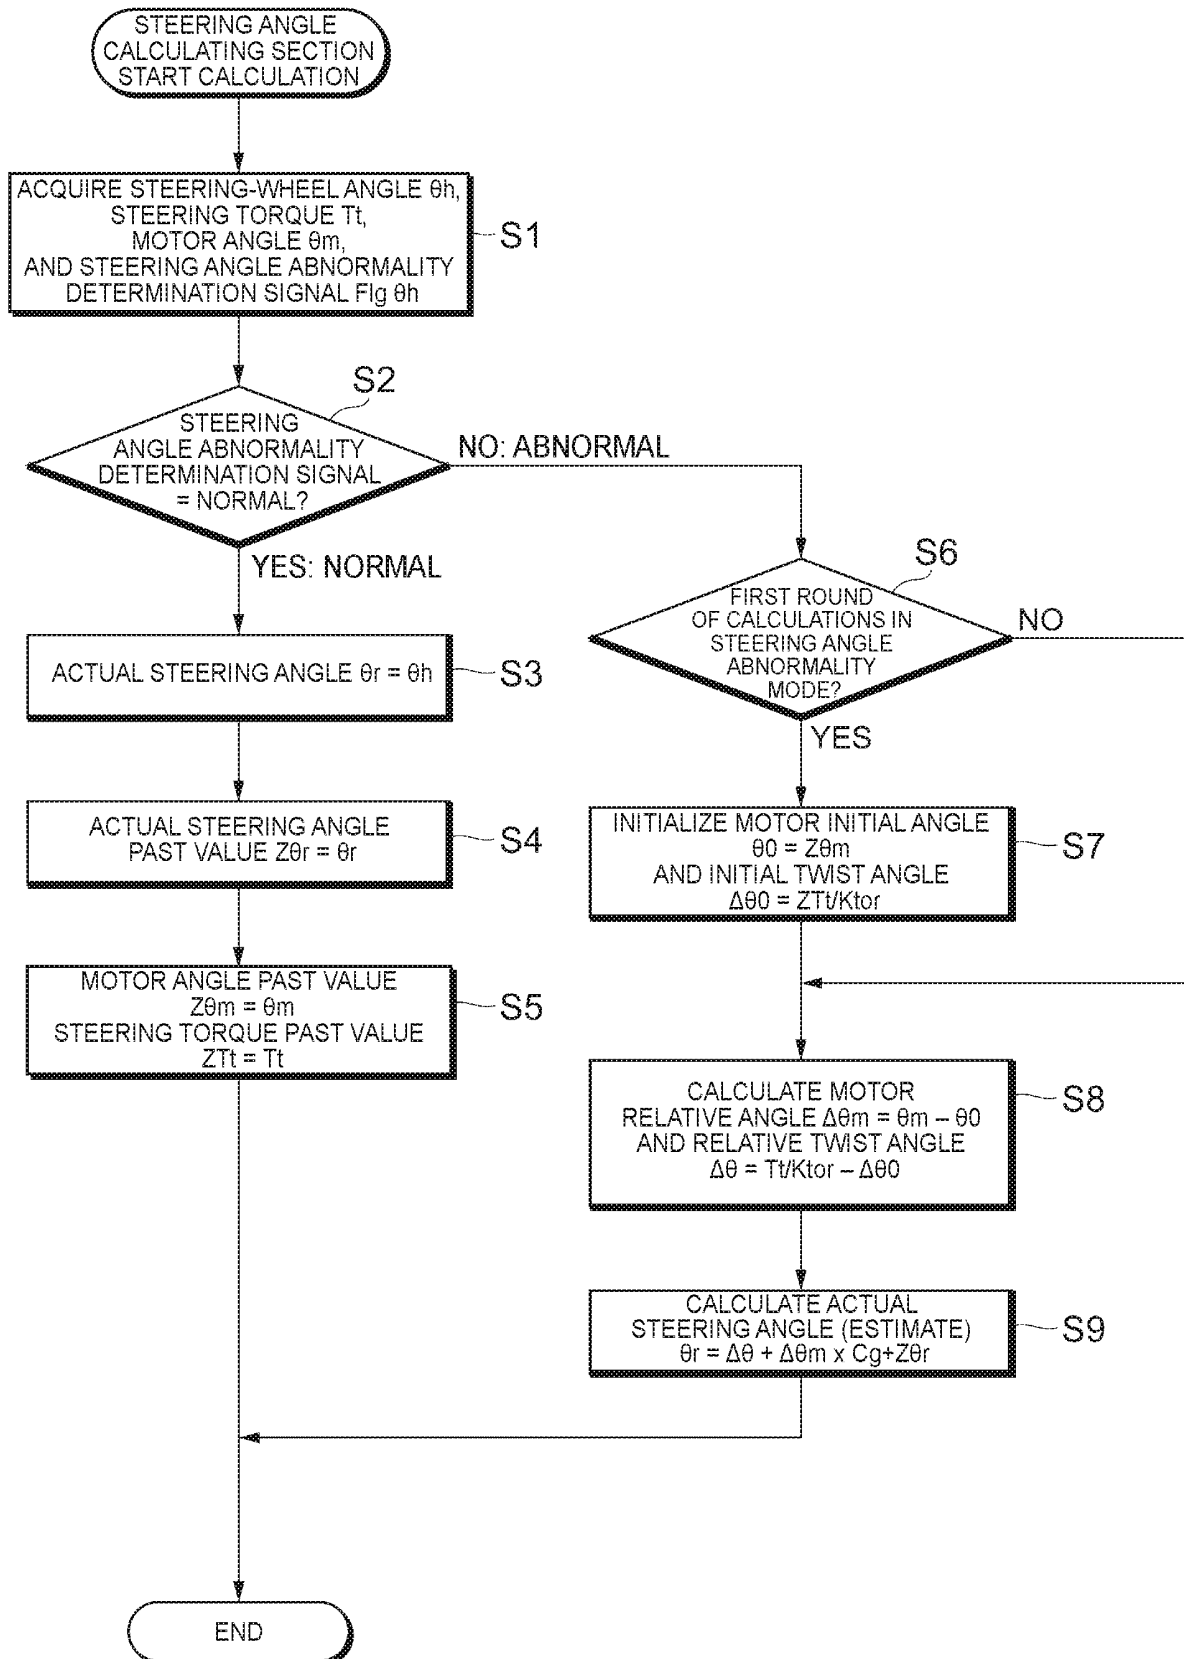 STEERING ANGLE
CALCULATING SECTION
START CALCULATION
ACQUIRE STEERING-WHEEL ANGLE θh,
STEERING TORQUE Tt,
MOTOR ANGLE θm,
AND STEERING ANGLE ABNORMALITY
DETERMINATION SIGNAL Flg θh
S1
S2
STEERING
ANGLE ABNORMALITY
DETERMINATION SIGNAL
= NORMAL?
NO: ABNORMAL
YES: NORMAL
ACTUAL STEERING ANGLE θr = θh
S3
ACTUAL STEERING ANGLE
PAST VALUE Zθr = θr
S4
MOTOR ANGLE PAST VALUE
Zθm = θm
STEERING TORQUE PAST VALUE
ZTt = Tt
S5
S6
FIRST ROUND
OF CALCULATIONS IN
STEERING ANGLE
ABNORMALITY
MODE?
NO
YES
INITIALIZE MOTOR INITIAL ANGLE
θ0 = Zθm
AND INITIAL TWIST ANGLE
Δθ0 = ZTt/Ktor
S7
CALCULATE MOTOR
RELATIVE ANGLE Δθm = θm – θ0
AND RELATIVE TWIST ANGLE
Δθ = Tt/Ktor – Δθ0
S8
CALCULATE ACTUAL
STEERING ANGLE (ESTIMATE)
θr = Δθ + Δθm x Cg+Zθr
S9
END